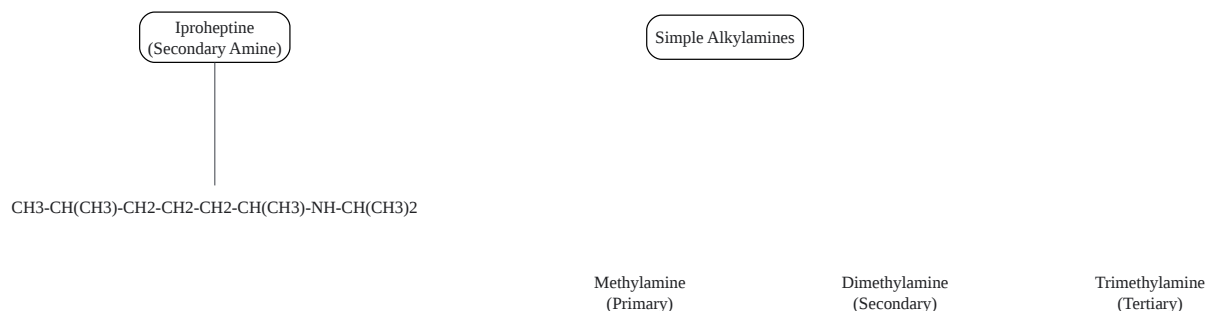 Iproheptine
(Secondary Amine)
Simple Alkylamines
CH3-CH(CH3)-CH2-CH2-CH2-CH(CH3)-NH-CH(CH3)2
Methylamine
(Primary)
Dimethylamine
(Secondary)
Trimethylamine
(Tertiary)